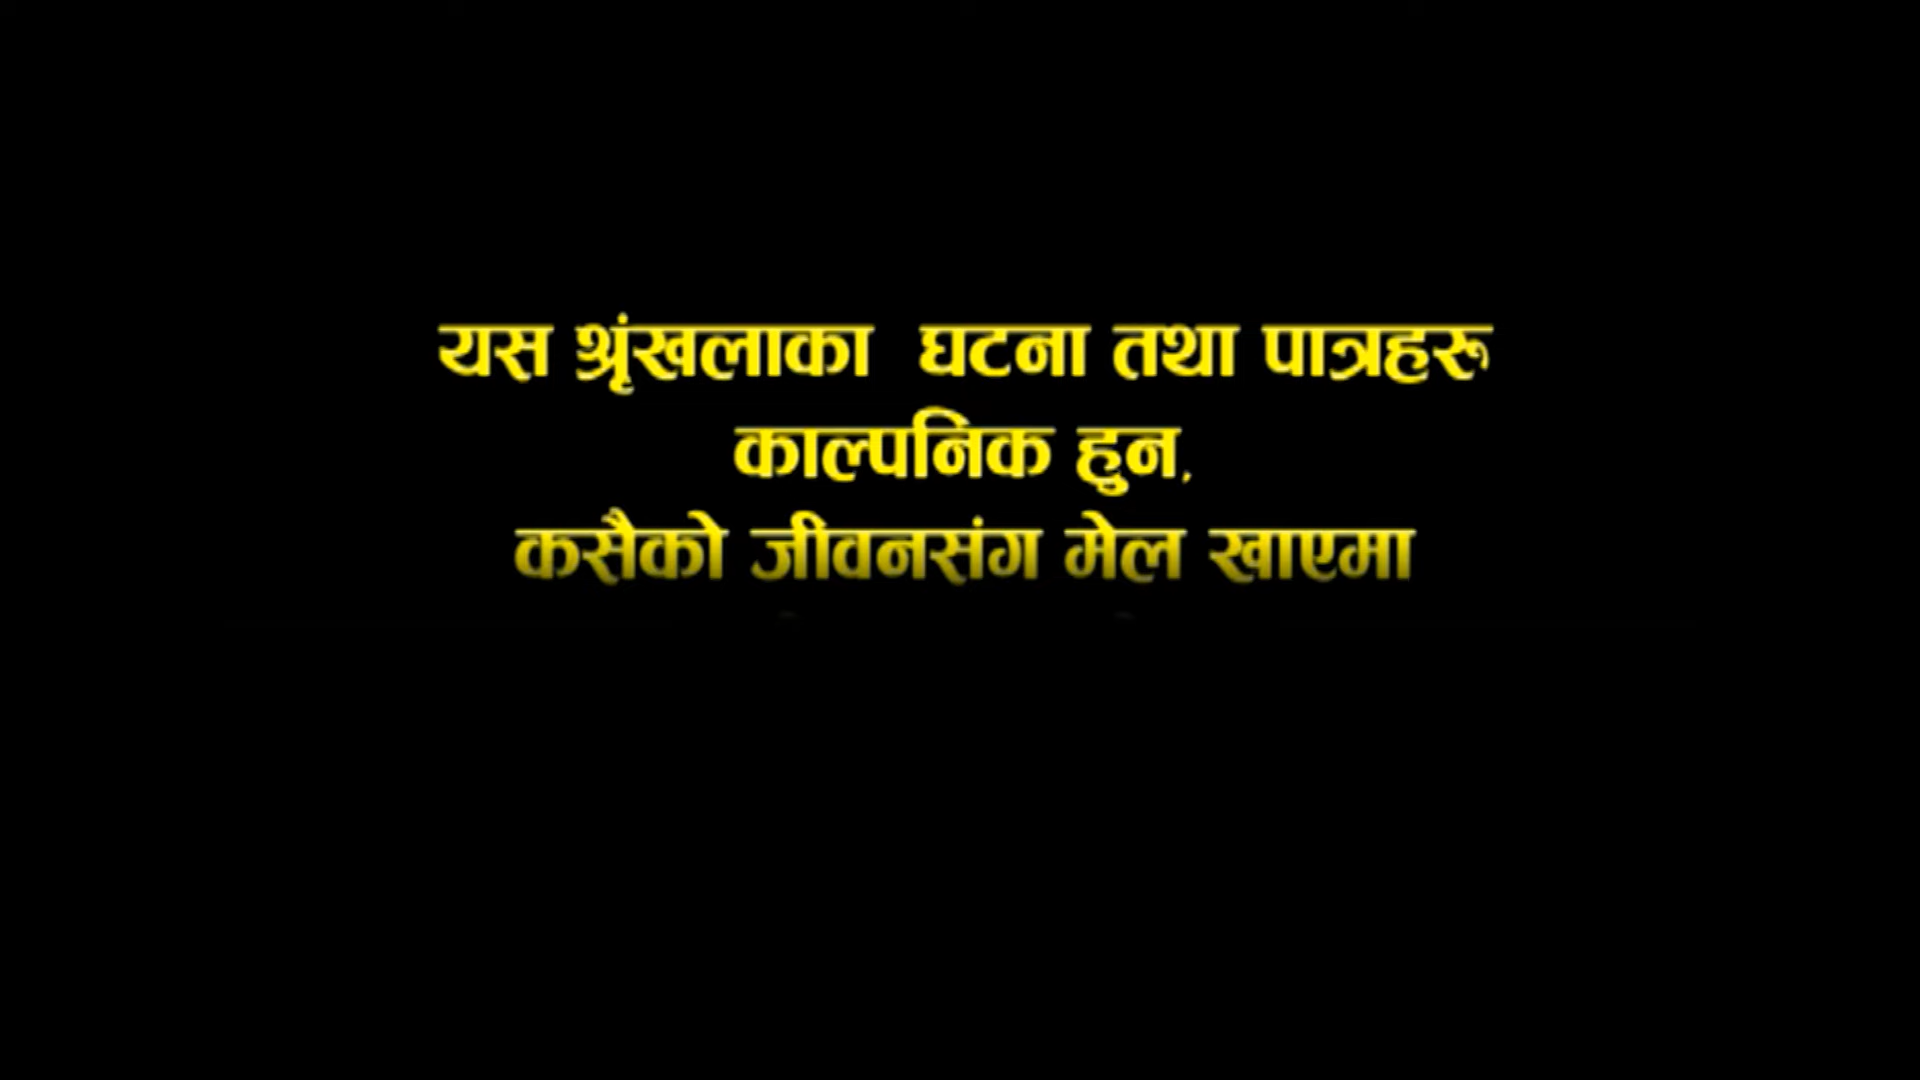 यस श्रृंखलाका घटना तथा पात्रहरु
काल्पनिक हुन,
कसैको जीवनसंग मेल खाएमा